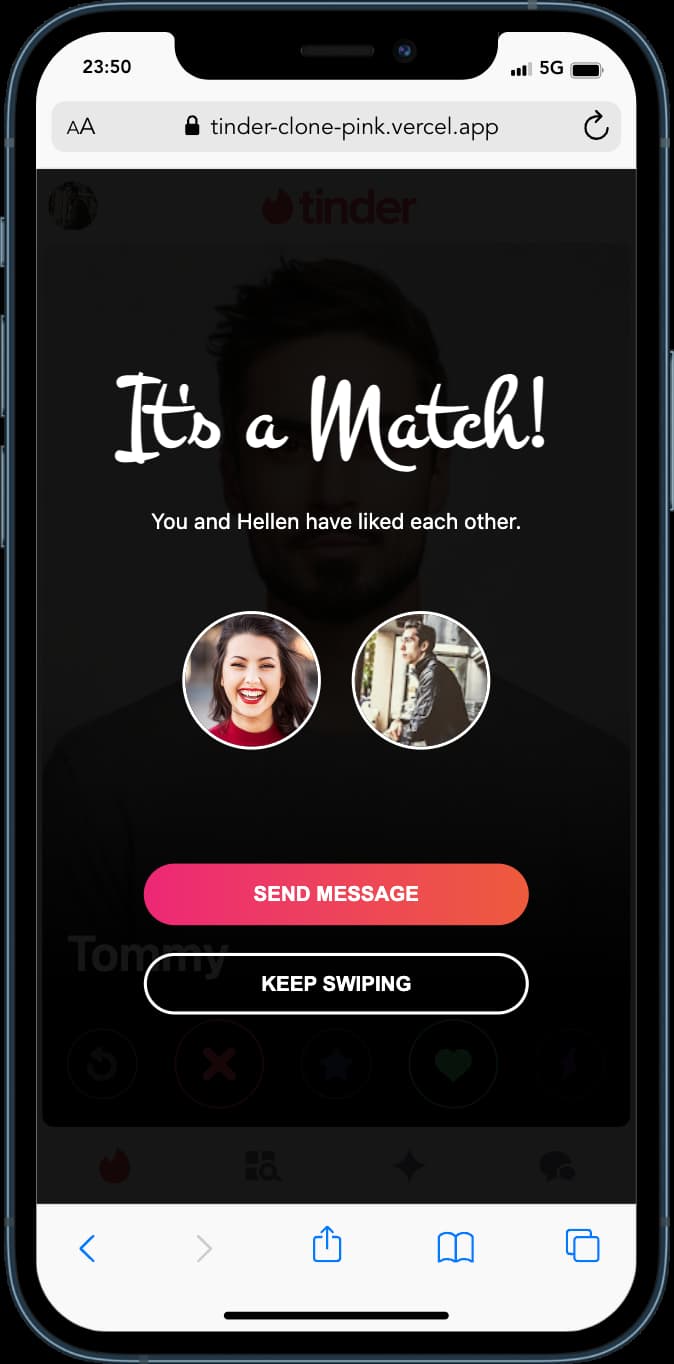 23:50
5G
AA
tinder-clone-pink.vercel.app
tinder
It's a Match!
You and Hellen have liked each other.
SEND MESSAGE
Tommy
KEEP SWIPING